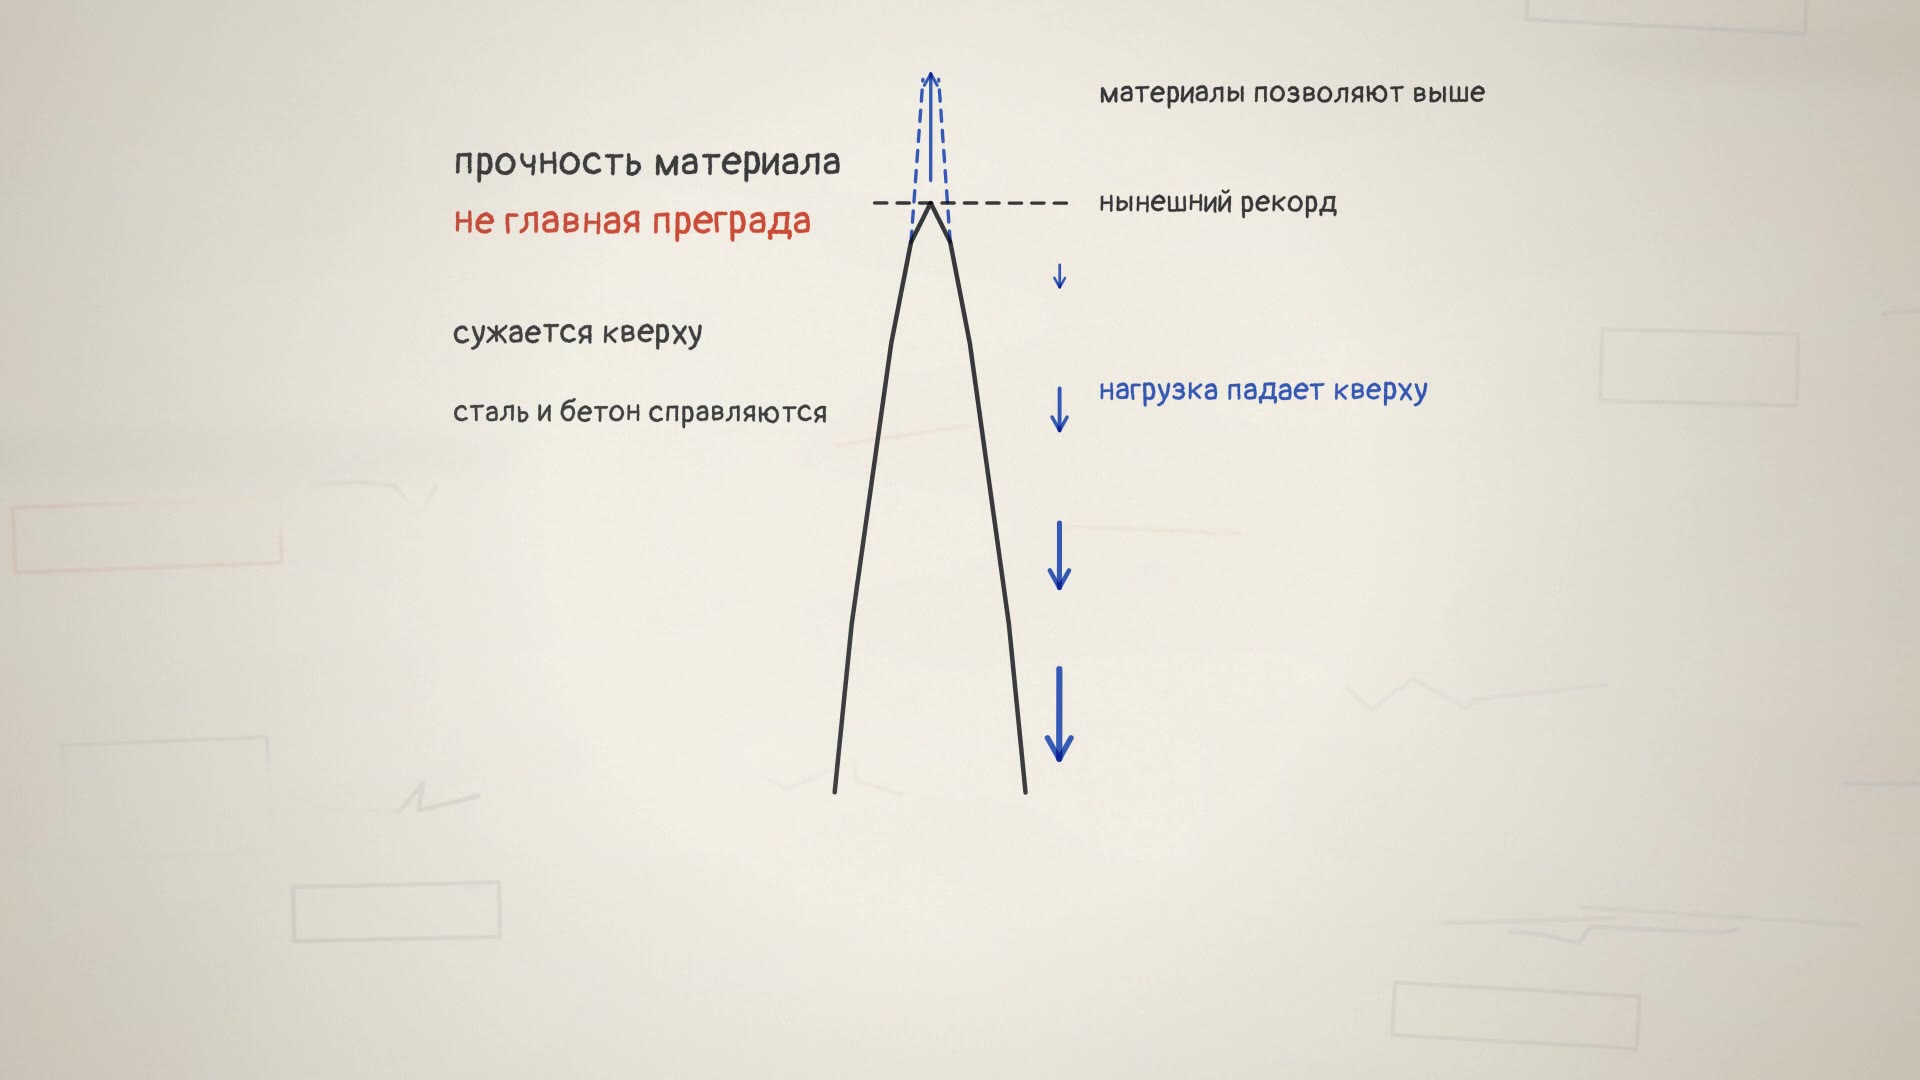 материалы позволяют выше
прочность материала
не главная преграда
нынешний рекорд
сужается кверху
нагрузка падает кверху
сталь и бетон справляются